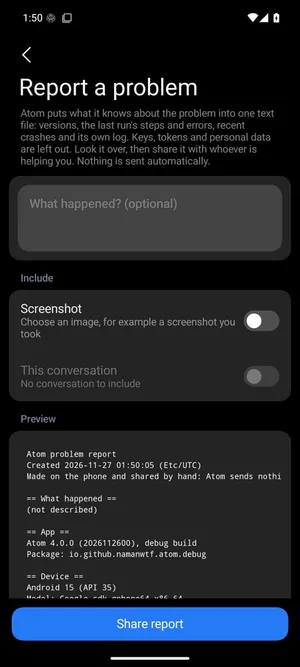 1:50
Report a problem
Atom puts what it knows about the problem into one text
file: versions, the last run's steps and errors, recent
crashes and its own log. Keys, tokens and personal data
are left out. Look it over, then share it with whoever is
helping you. Nothing is sent automatically.
What happened? (optional)
Include
Screenshot
Choose an image, for example a screenshot you
took
This conversation
No conversation to include
Preview
Atom problem report
Created 2026-11-27 01:50:05 (Etc/UTC)
Made on the phone and shared by hand: Atom sends nothi
== What happened ==
(not described)
== App ==
Atom 4.0.0 (2026112600), debug build
Package: io.github.namanwtf.atom.debug
== Device ==
Android 15 (API 35)
Model: Google sdk_gphone64_x86_64
Share report